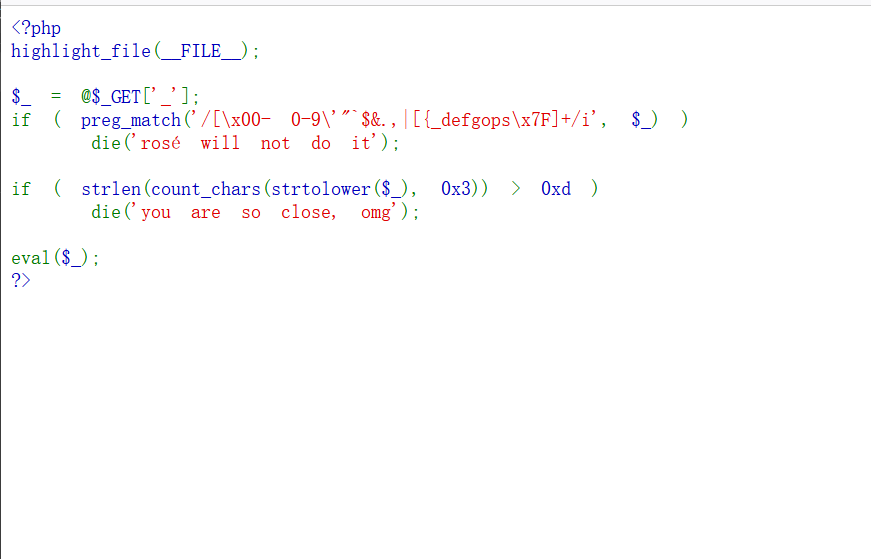 <?php
highlight_file(__FILE__);
$_ = @$_GET['_'];
if ( preg_match('/[\x00- 0-9\'"`$&.,|[{_defgops\x7F]+/i', $_) )
die('rosé will not do it');
if ( strlen(count_chars(strtolower($_), 0x3)) > 0xd )
die('you are so close, omg');
eval($_);
?>